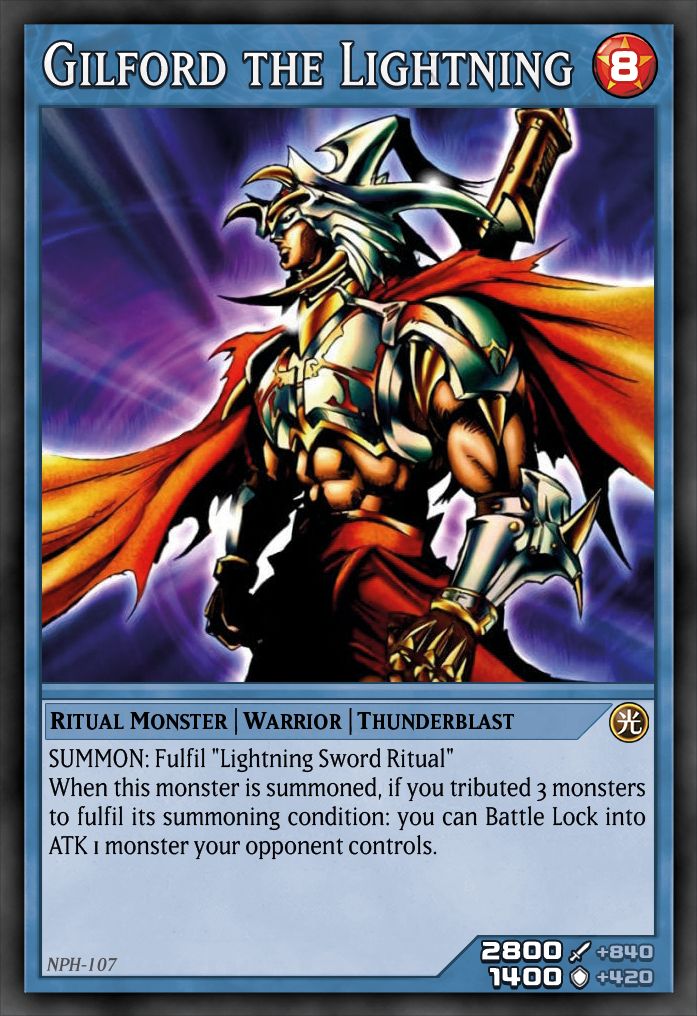 GILFORD THE LIGHTNING 8
RITUAL MONSTER | WARRIOR | THUNDERBLAST 光
SUMMON: Fulfil "Lightning Sword Ritual"
When this monster is summoned, if you tributed 3 monsters
to fulfil its summoning condition: you can Battle Lock into
ATK 1 monster your opponent controls.
2800 +840
NPH-107 1400 +420